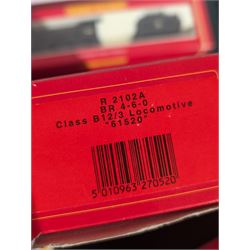 R 2102A
BR 4-6-0
Class B12/3 Locomotive
"61520"
5 010963 270520